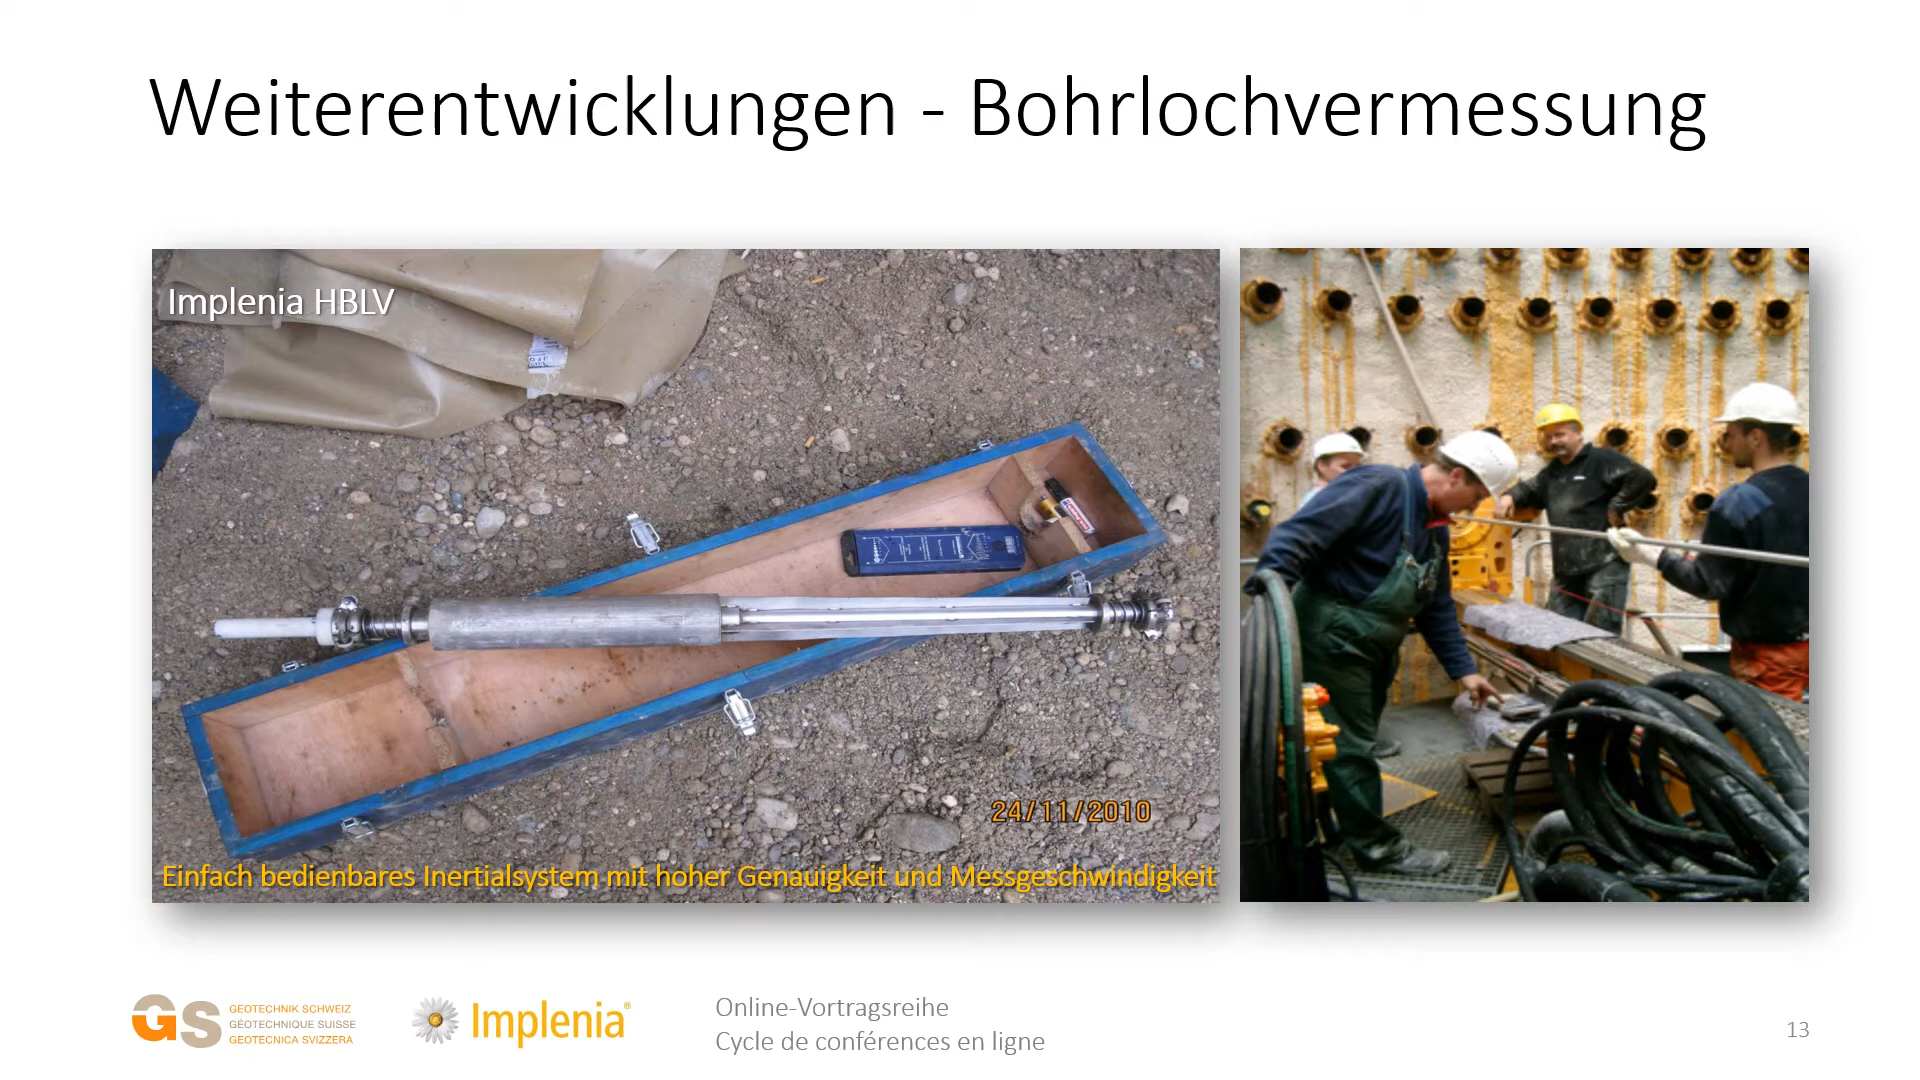 Weiterentwicklungen - Bohrlochvermessung
Implenia HBLV
24/11/2010
Einfach bedienbares Inertialsystem mit hoher Genauigkeit und Messgeschwindigkeit
GS
GEOTECHNIK SCHWEIZ
GÉOTECHNIQUE SUISSE
GEOTECNICA SVIZZERA
Implenia®
Online-Vortragsreihe
Cycle de conférences en ligne
13